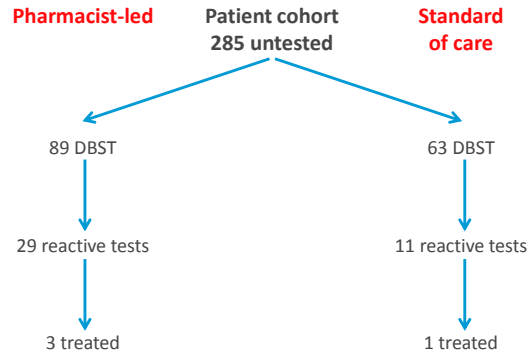 Pharmacist-led
Patient cohort
285 untested
Standard
of care
89 DBST
63 DBST
29 reactive tests
11 reactive tests
3 treated
1 treated